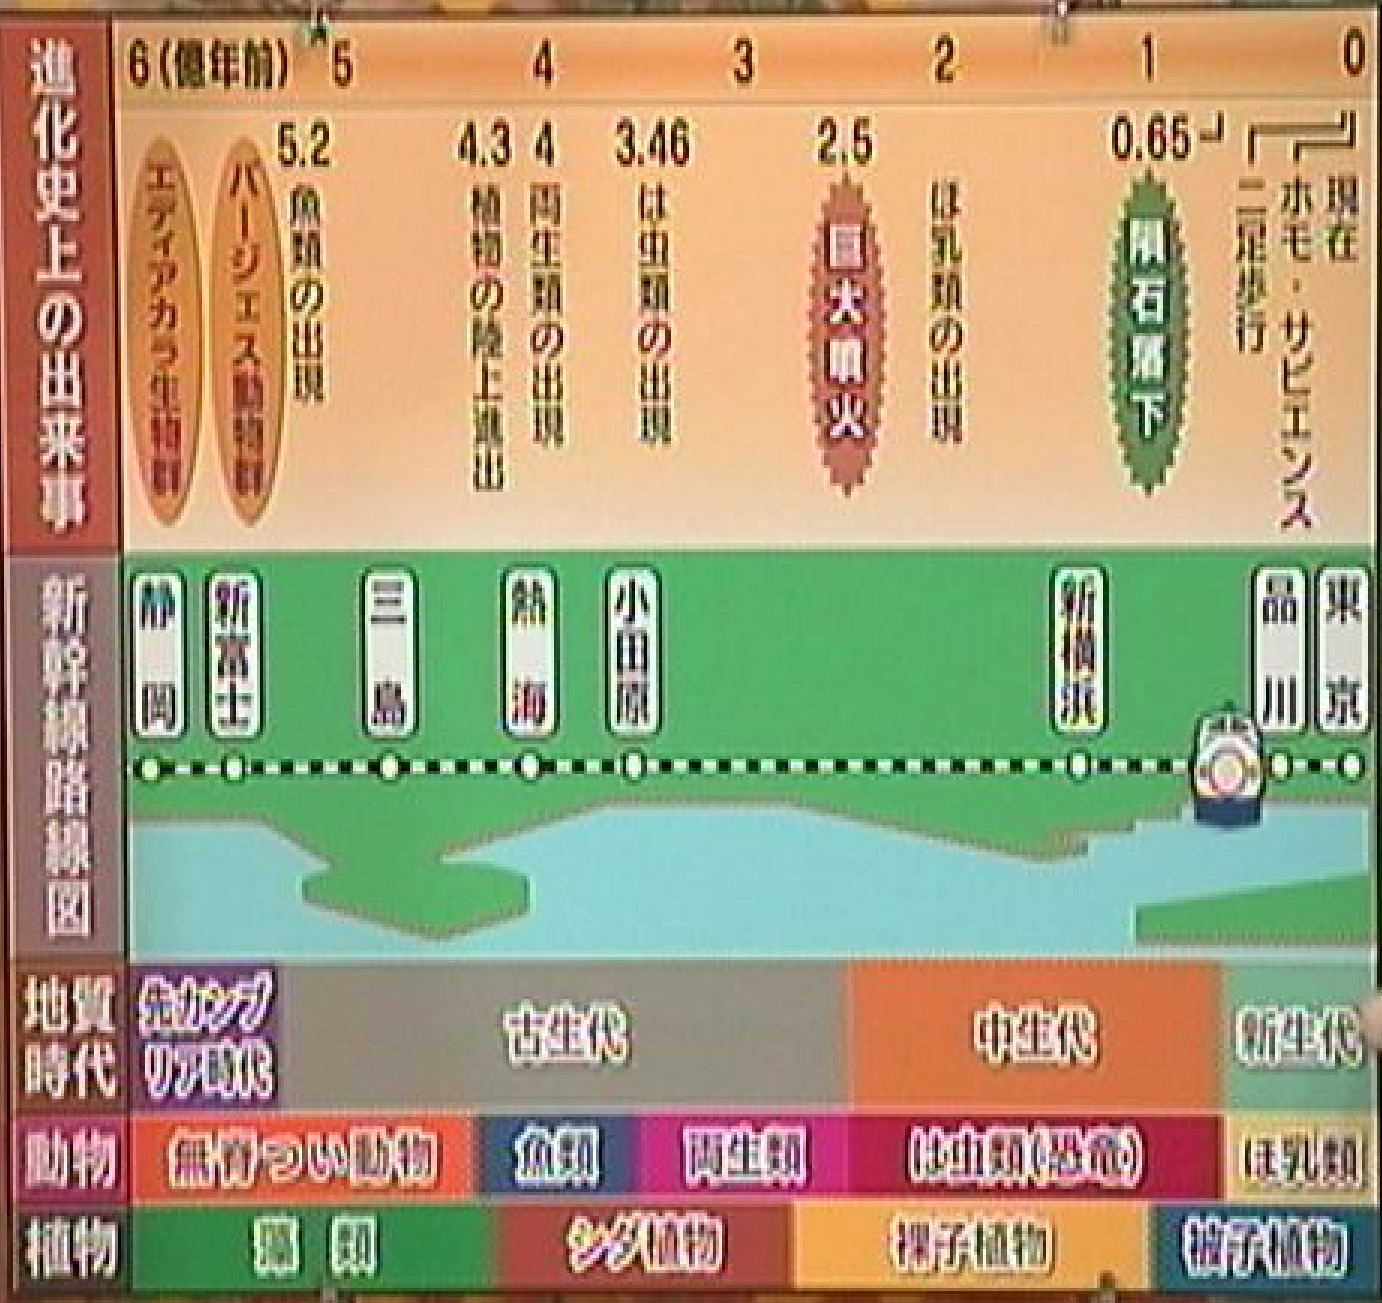 進化史上の出来事
6(億年前) 5 4 3 2 1 0
エディアカラ生物群
バージェス動物群
5.2
魚類の出現
4.3
植物の陸上進出
4
両生類の出現
3.46
は虫類の出現
2.5
巨大噴火
ほ乳類の出現
0.65
隕石落下
二足歩行
ホモ・サピエンス
現在
新幹線路線図
静岡
新富士
三島
熱海
小田原
新横浜
品川
東京
地質
時代
先カンブ
リア時代
古生代
中生代
新生代
動物
無脊つい動物
魚類
両生類
は虫類(恐竜)
ほ乳類
植物
藻類
シダ植物
裸子植物
被子植物